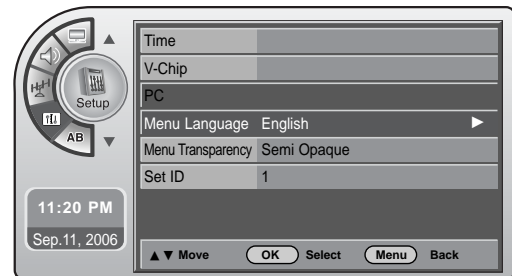 Setup
AB
11:20 PM
Sep.11, 2006
Time
V-Chip
PC
Menu Language English ►
Menu Transparency Semi Opaque
Set ID 1
▲▼ Move OK Select Menu Back